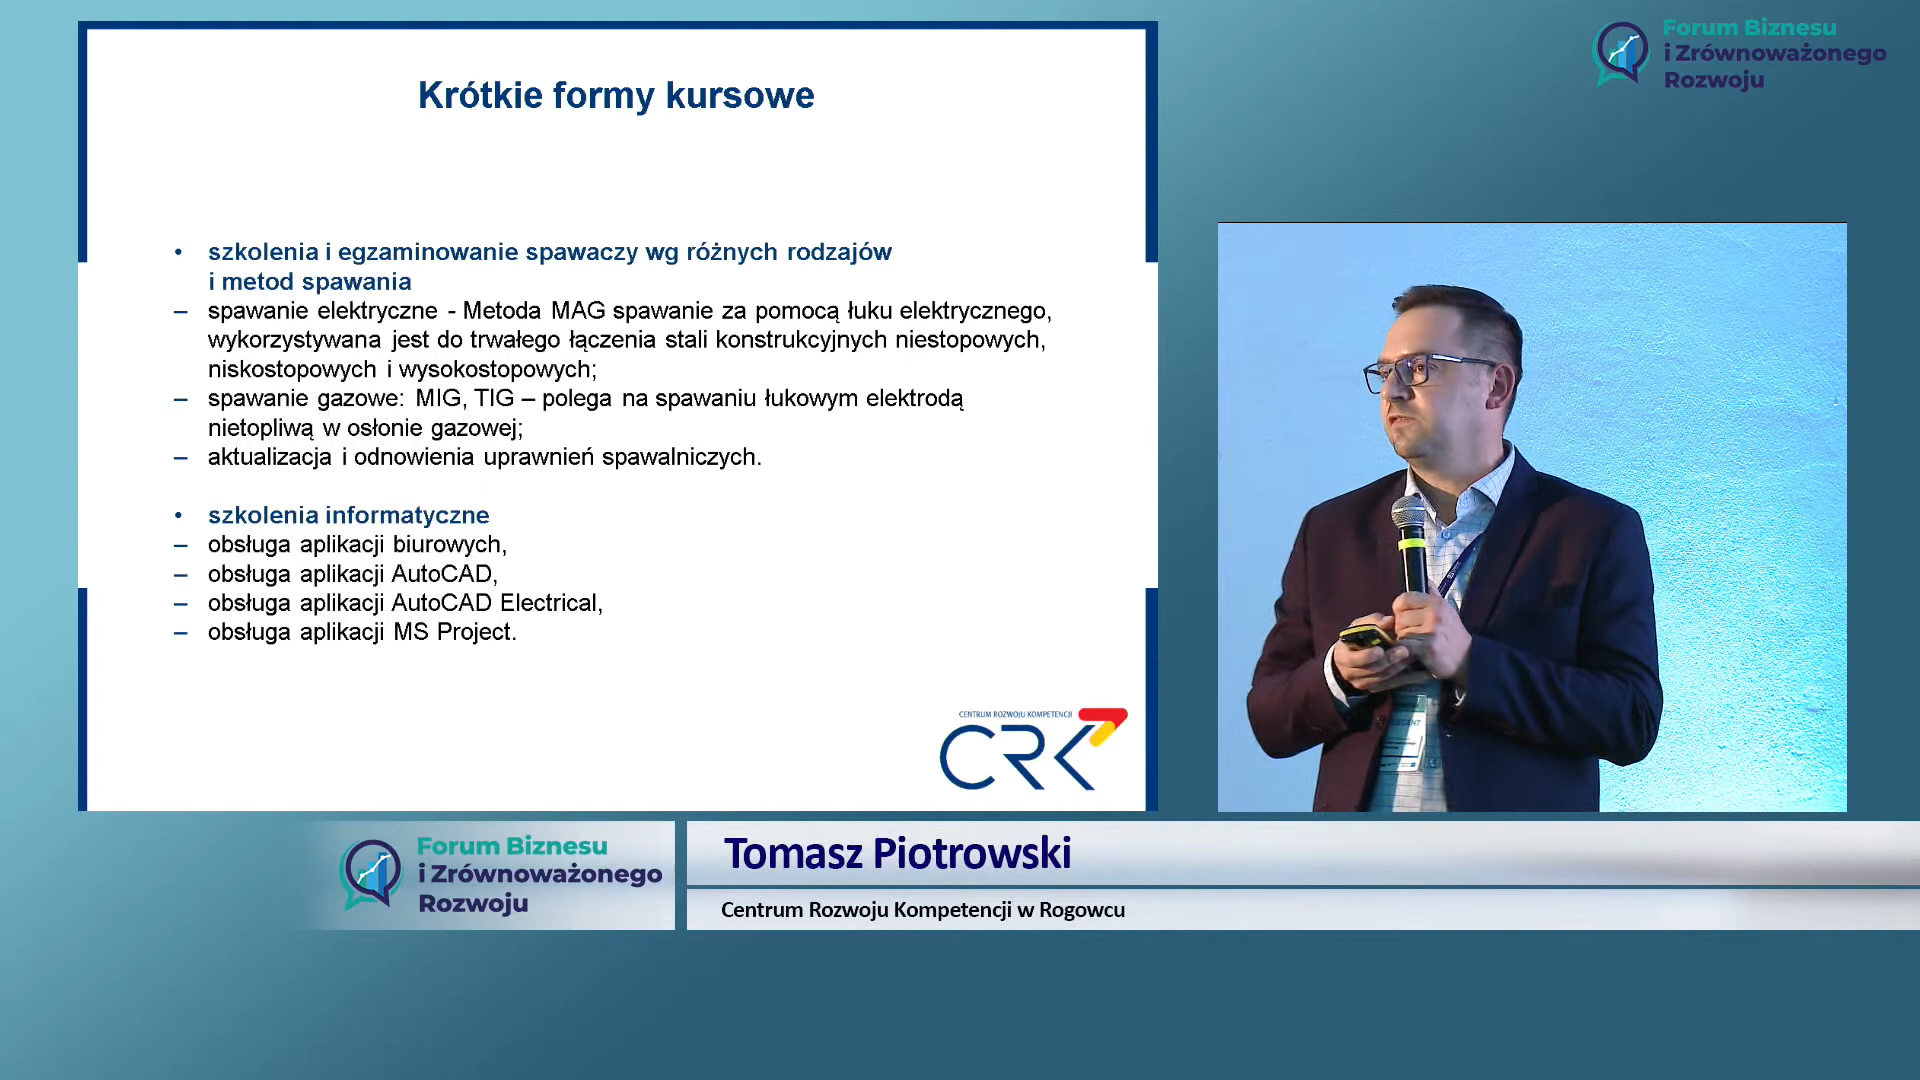 Forum Biznesu
i Zrównoważonego
Rozwoju
Krótkie formy kursowe
• szkolenia i egzaminowanie spawaczy wg różnych rodzajów
i metod spawania
– spawanie elektryczne - Metoda MAG spawanie za pomocą łuku elektrycznego,
wykorzystywana jest do trwałego łączenia stali konstrukcyjnych niestopowych,
niskostopowych i wysokostopowych;
– spawanie gazowe: MIG, TIG – polega na spawaniu łukowym elektrodą
nietopliwą w osłonie gazowej;
– aktualizacja i odnowienia uprawnień spawalniczych.
• szkolenia informatyczne
– obsługa aplikacji biurowych,
– obsługa aplikacji AutoCAD,
– obsługa aplikacji AutoCAD Electrical,
– obsługa aplikacji MS Project.
CENTRUM ROZWOJU KOMPETENCJI
CRK
Forum Biznesu
i Zrównoważonego
Rozwoju
Tomasz Piotrowski
Centrum Rozwoju Kompetencji w Rogowcu